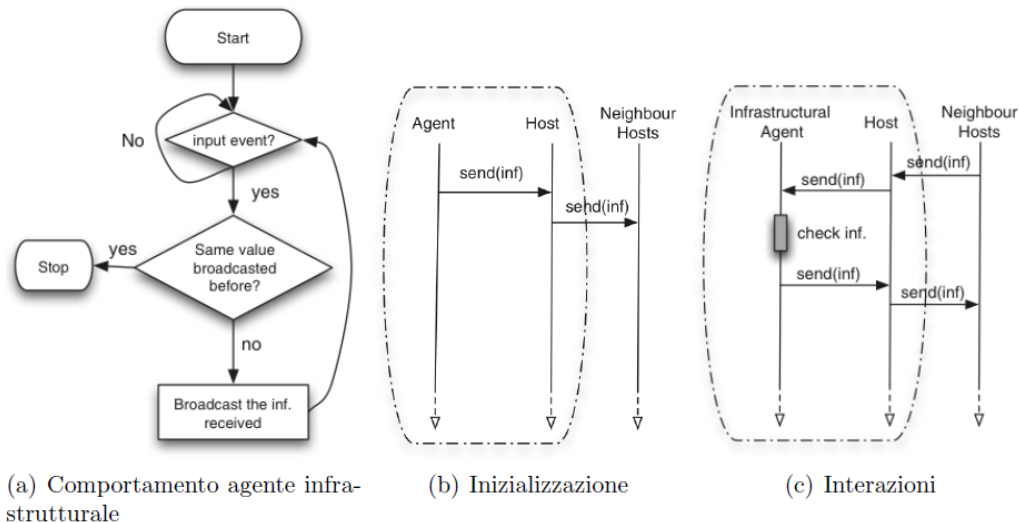 Start
No
input event?
yes
yes
Stop
Same value
broadcasted
before?
no
Broadcast the inf.
received
(a) Comportamento agente infra-
strutturale
Agent
Host
Neighbour
Hosts
send(inf)
send(inf)
(b) Inizializzazione
Infrastructural
Agent
Host
Neighbour
Hosts
send(inf)
send(inf)
check inf.
send(inf)
send(inf)
(c) Interazioni